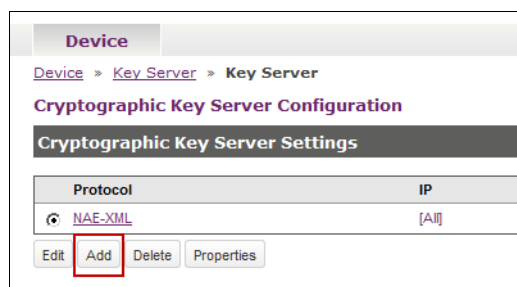 Device
Device » Key Server » Key Server
Cryptographic Key Server Configuration
Cryptographic Key Server Settings
Protocol IP
NAE-XML [All]
Edit Add Delete Properties